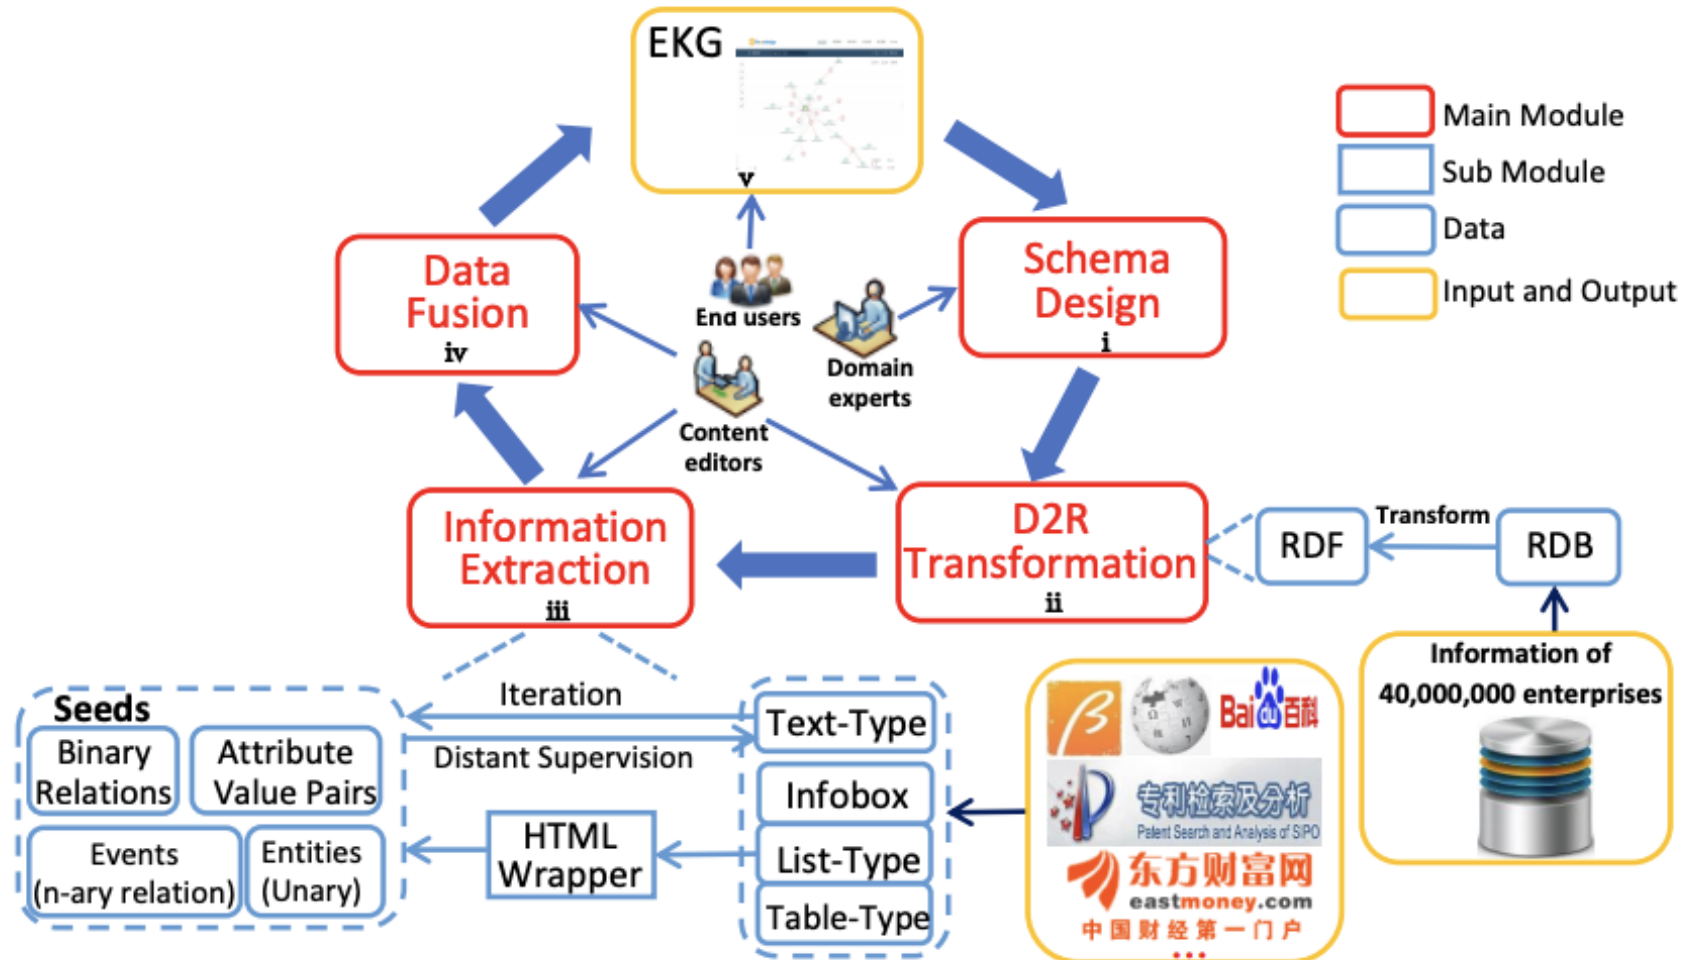 EKG
v
Main Module
Sub Module
Data
Input and Output
Data
Fusion
iv
End users
Domain
experts
Schema
Design
i
Content
editors
Information
Extraction
iii
D2R
Transformation
ii
RDF
Transform
RDB
Information of
40,000,000 enterprises
Seeds
Binary
Relations
Attribute
Value Pairs
Events
(n-ary relation)
Entities
(Unary)
Iteration
Distant Supervision
HTML
Wrapper
Text-Type
Infobox
List-Type
Table-Type
Bai du 百科
专利检索及分析
Patent Search and Analysis of SIPO
东方财富网
eastmoney.com
中国财经第一门户
...